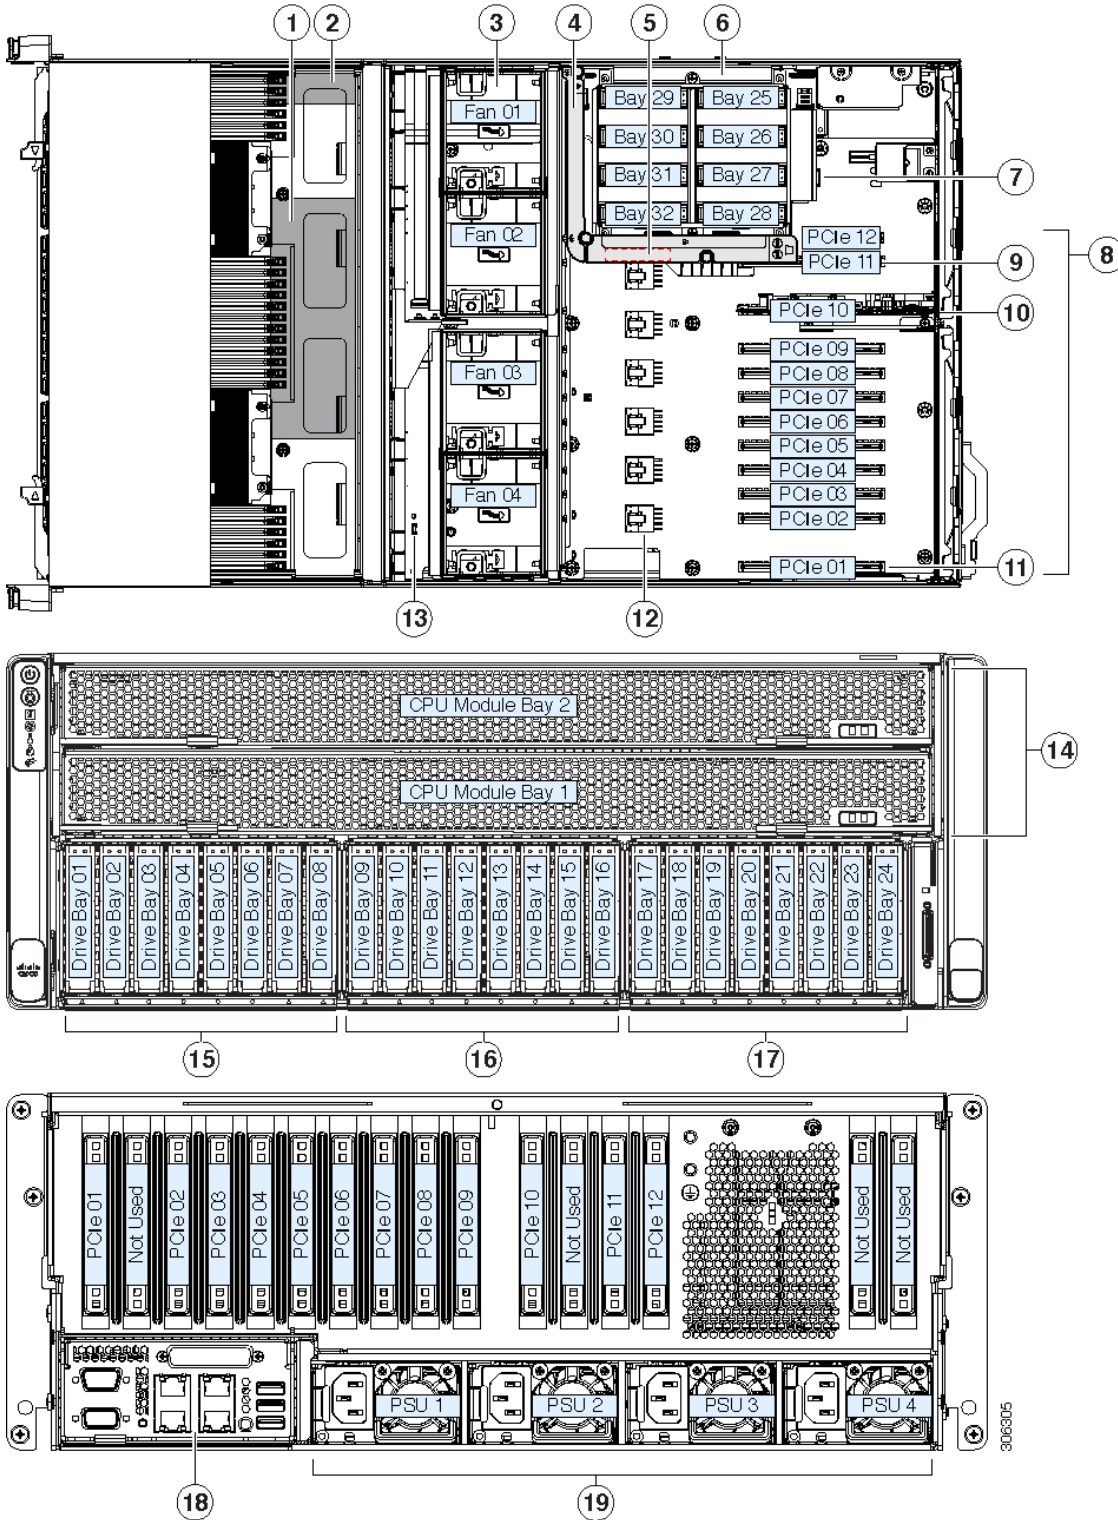 1 2 3 4 5 6
Fan 01
Bay 29 Bay 25
Bay 30 Bay 26
Bay 31 Bay 27
7
Bay 32 Bay 28
Fan 02
PCIe 12
8
PCIe 11
9
PCIe 10
10
PCIe 09
Fan 03
PCIe 08
PCIe 07
PCIe 06
PCIe 05
PCIe 04
Fan 04
PCIe 03
PCIe 02
PCIe 01
11
13 12
CPU Module Bay 2
14
CPU Module Bay 1
Drive Bay 01
Drive Bay 02
Drive Bay 03
Drive Bay 04
Drive Bay 05
Drive Bay 06
Drive Bay 07
Drive Bay 08
Drive Bay 09
Drive Bay 10
Drive Bay 11
Drive Bay 12
Drive Bay 13
Drive Bay 14
Drive Bay 15
Drive Bay 16
Drive Bay 17
Drive Bay 18
Drive Bay 19
Drive Bay 20
Drive Bay 21
Drive Bay 22
Drive Bay 23
Drive Bay 24
CISCO
15 16 17
PCIe 01
Not Used
PCIe 02
PCIe 03
PCIe 04
PCIe 05
PCIe 06
PCIe 07
PCIe 08
PCIe 09
PCIe 10
Not Used
PCIe 11
PCIe 12
Not Used
Not Used
PSU 1 PSU 2 PSU 3 PSU 4
306305
18 19